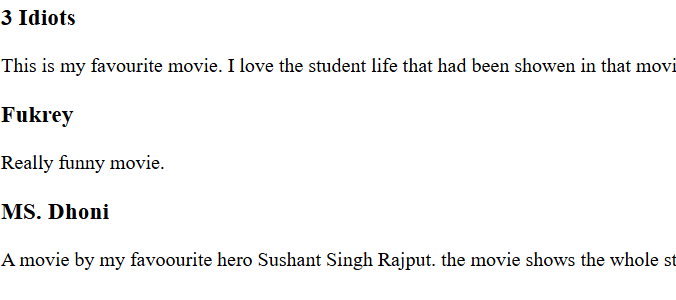 3 Idiots
This is my favourite movie. I love the student life that had been showen in that movi
Fukrey
Really funny movie.
MS. Dhoni
A movie by my favoourite hero Sushant Singh Rajput. the movie shows the whole st